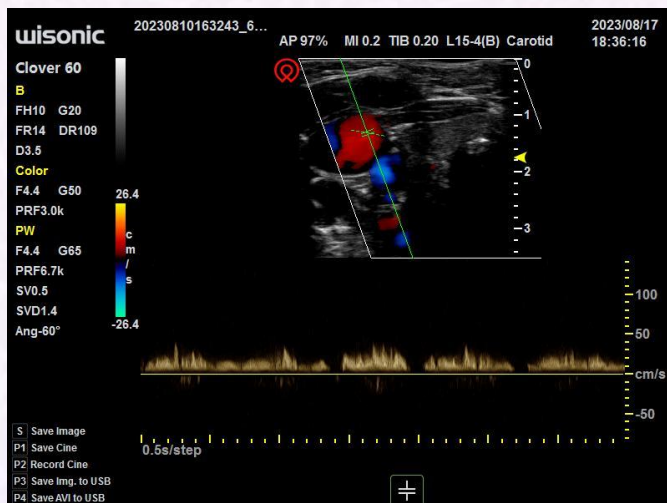 wisonic
20230810163243_6...
2023/08/17
AP 97% MI 0.2 TIB 0.20 L15-4(B) Carotid
18:36:16
Clover 60
B
FH10 G20
FR14 DR109
D3.5
Color
F4.4 G50
PRF3.0k
PW
F4.4 G65
PRF6.7k
SV0.5
SVD1.4
Ang-60°
26.4
c
m
/
s
-26.4
0
1
2
3
100
50
cm/s
-50
0.5s/step
S Save Image
P1 Save Cine
P2 Record Cine
P3 Save Img. to USB
P4 Save AVI to USB